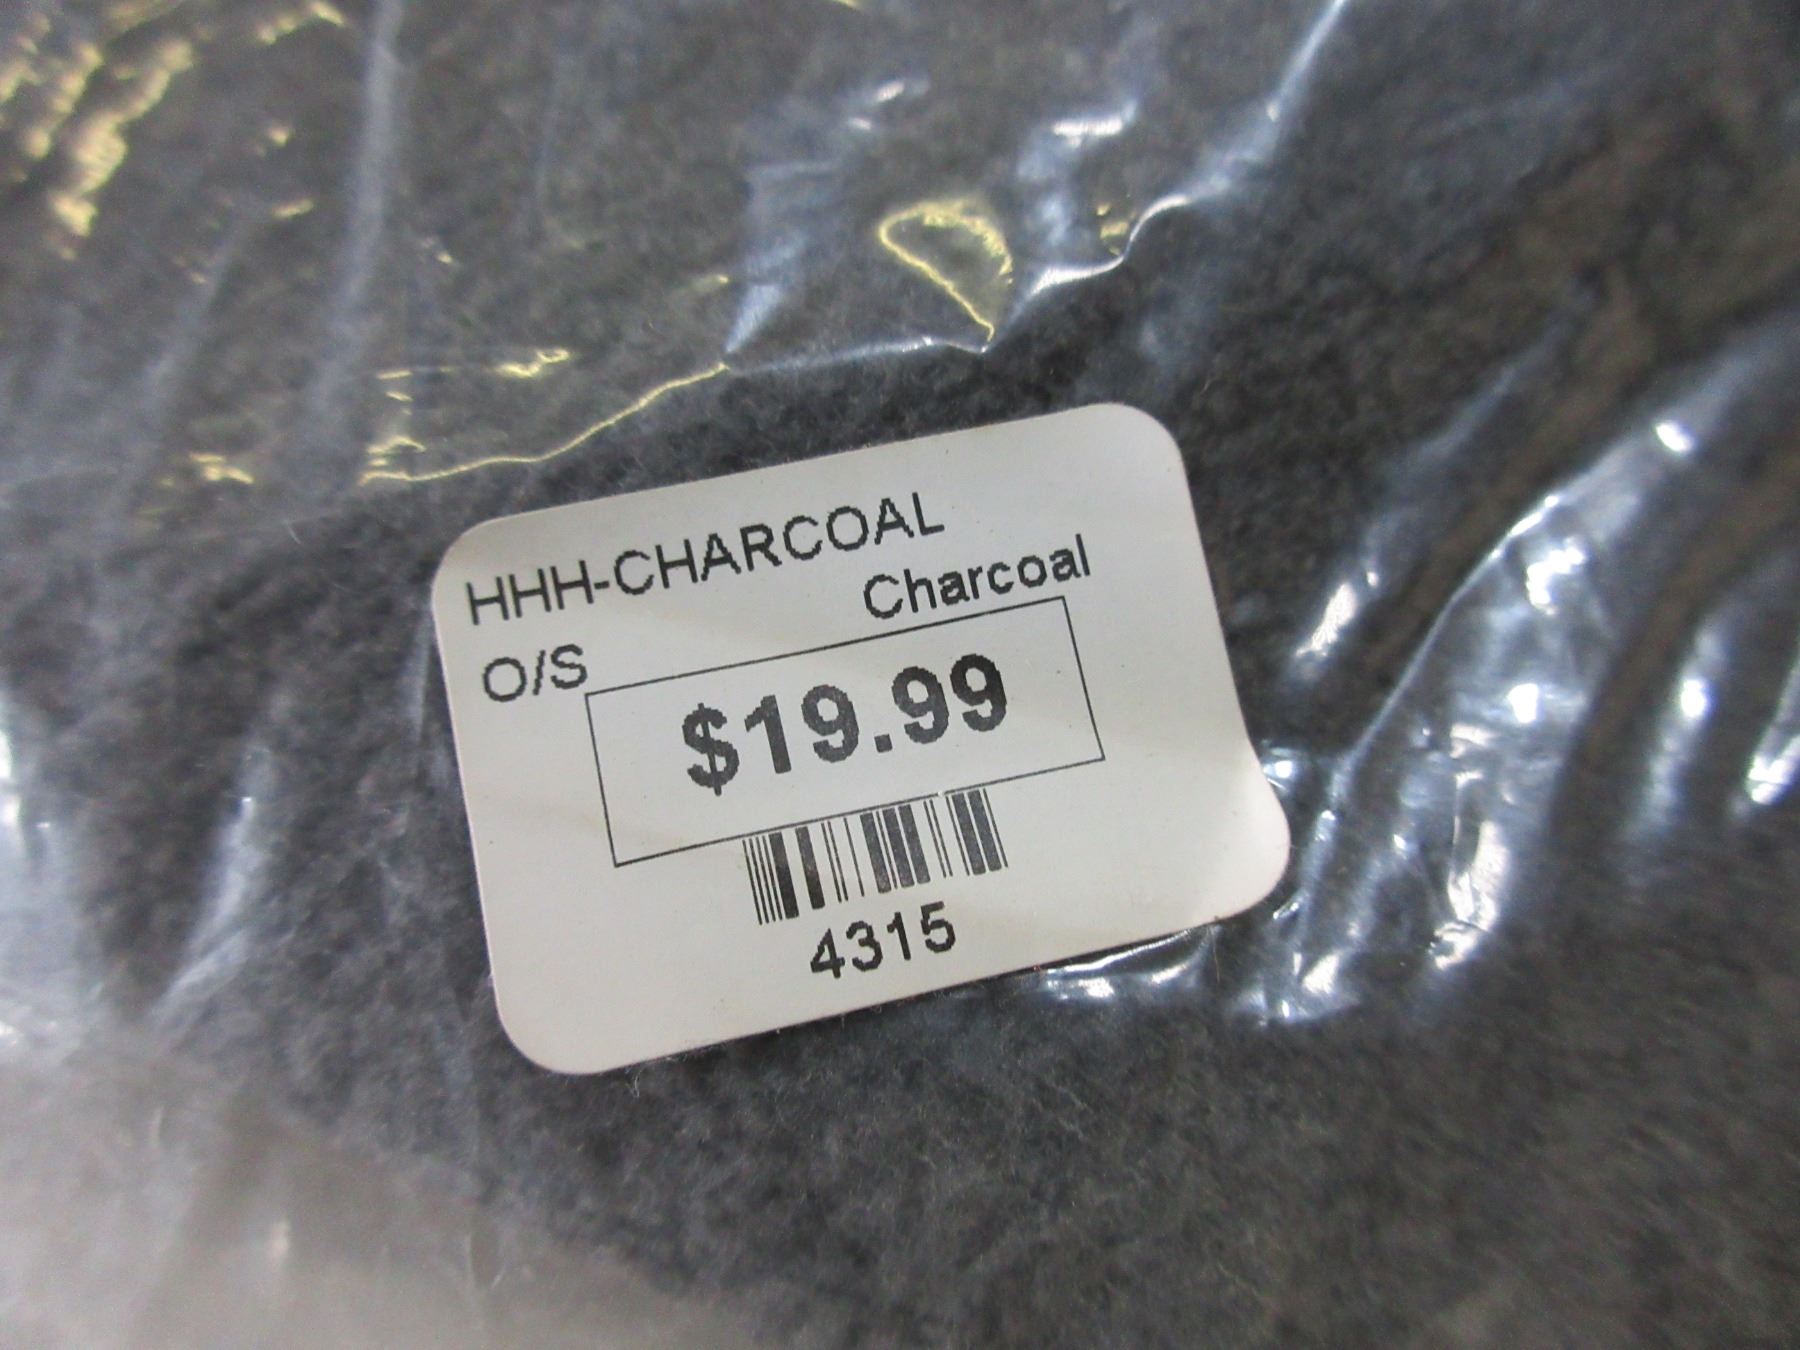 HHH-CHARCOAL
Charcoal
O/S
$19.99
4315